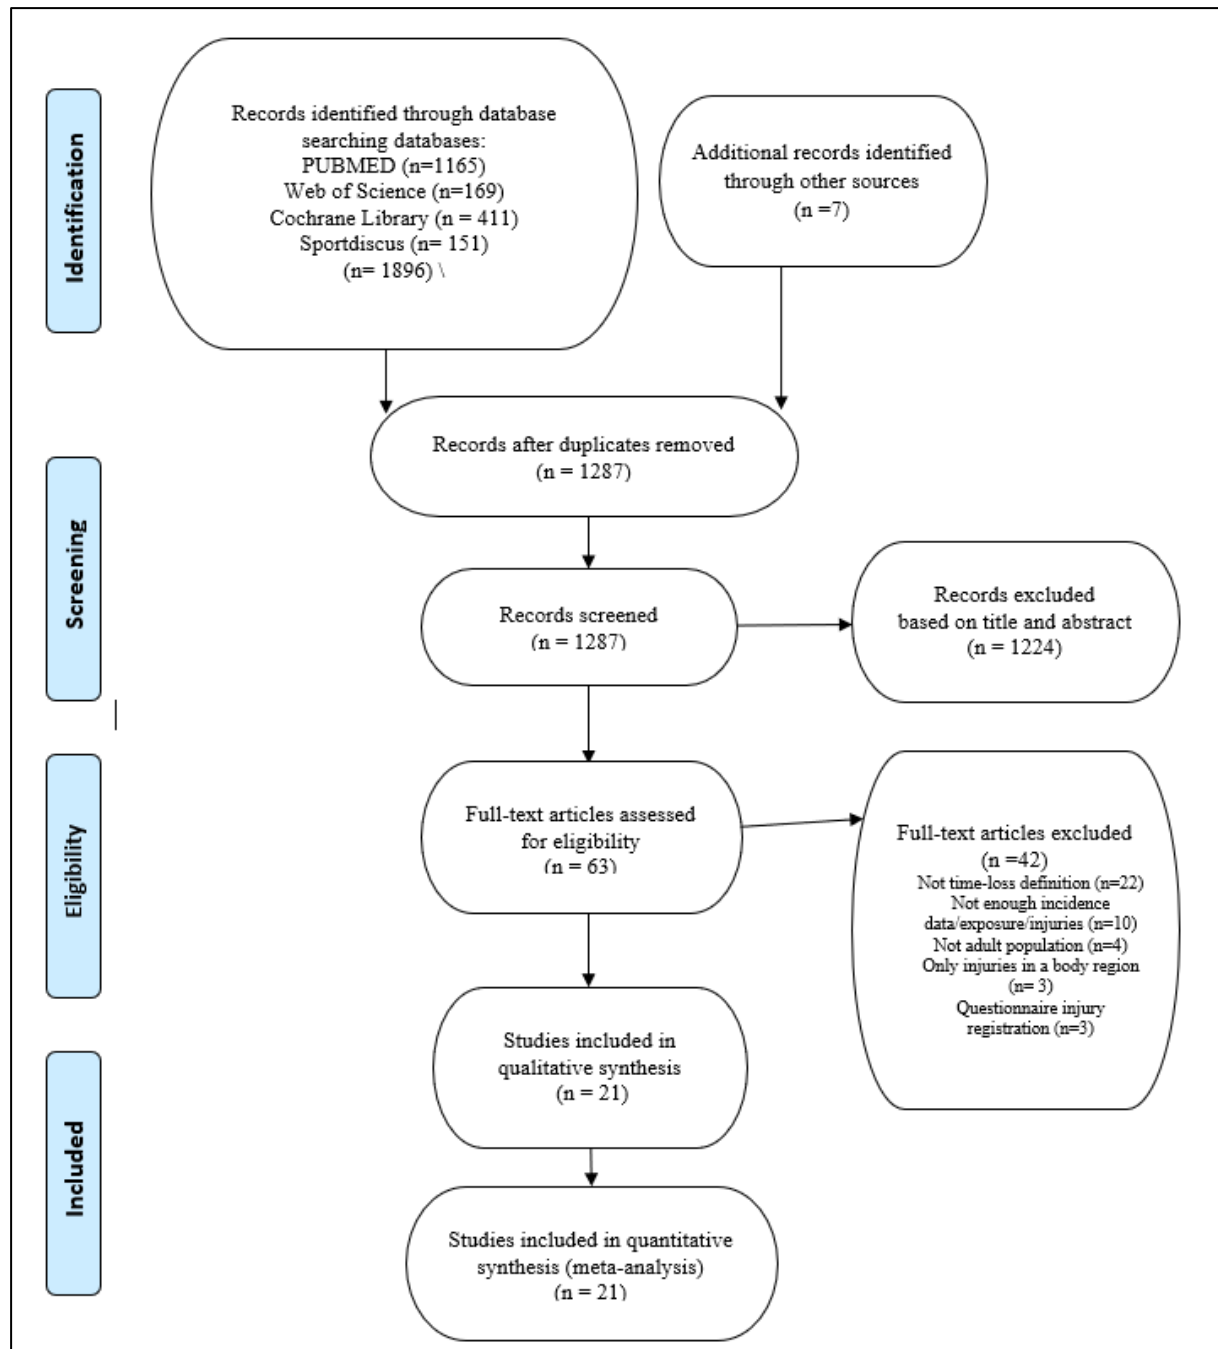 Identification
Records identified through database
searching databases:
PUBMED (n=1165)
Web of Science (n=169)
Cochrane Library (n = 411)
Sportdiscus (n= 151)
(n= 1896) \
Additional records identified
through other sources
(n =7)
Records after duplicates removed
(n = 1287)
Screening
Records screened
(n = 1287)
Records excluded
based on title and abstract
(n = 1224)
Eligibility
Full-text articles assessed
for eligibility
(n = 63)
Full-text articles excluded
(n =42)
Not time-loss definition (n=22)
Not enough incidence
data/exposure/injuries (n=10)
Not adult population (n=4)
Only injuries in a body region
(n= 3)
Questionnaire injury
registration (n=3)
Included
Studies included in
qualitative synthesis
(n = 21)
Studies included in quantitative
synthesis (meta-analysis)
(n = 21)